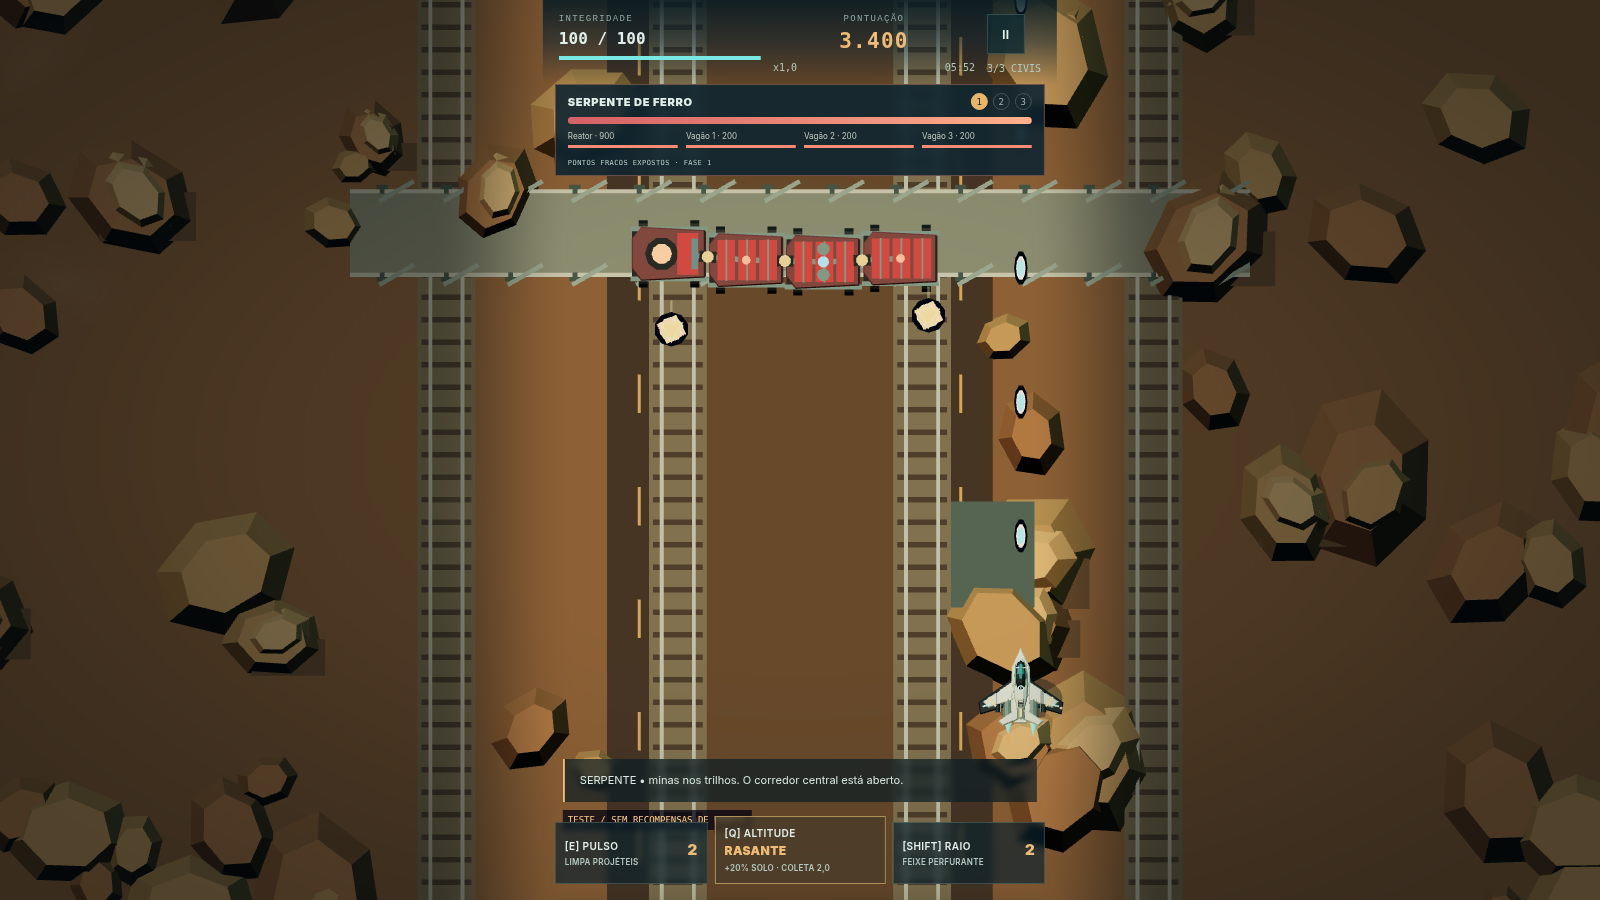 INTEGRIDADE
100 / 100
x1,0
PONTUAÇÃO
3.400
05:52
II
3/3 CIVIS
SERPENTE DE FERRO
1 2 3
Reator · 900
Vagão 1 · 200
Vagão 2 · 200
Vagão 3 · 200
PONTOS FRACOS EXPOSTOS · FASE 1
SERPENTE • minas nos trilhos. O corredor central está aberto.
TESTE / SEM RECOMPENSAS DE
[E] PULSO
LIMPA PROJÉTEIS
2
[Q] ALTITUDE
RASANTE
+20% SOLO · COLETA 2,0
[SHIFT] RAIO
FEIXE PERFURANTE
2